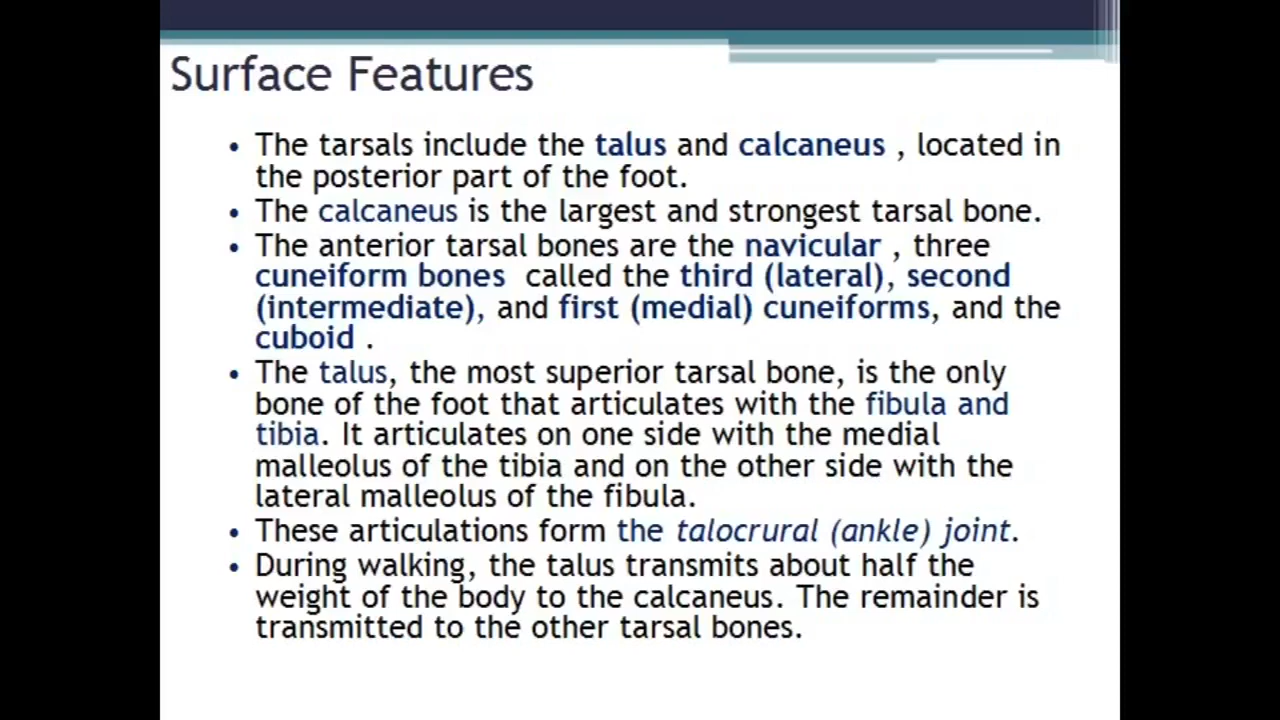 Surface Features
• The tarsals include the talus and calcaneus , located in
the posterior part of the foot.
• The calcaneus is the largest and strongest tarsal bone.
• The anterior tarsal bones are the navicular , three
cuneiform bones called the third (lateral), second
(intermediate), and first (medial) cuneiforms, and the
cuboid .
• The talus, the most superior tarsal bone, is the only
bone of the foot that articulates with the fibula and
tibia. It articulates on one side with the medial
malleolus of the tibia and on the other side with the
lateral malleolus of the fibula.
• These articulations form the talocrural (ankle) joint.
• During walking, the talus transmits about half the
weight of the body to the calcaneus. The remainder is
transmitted to the other tarsal bones.